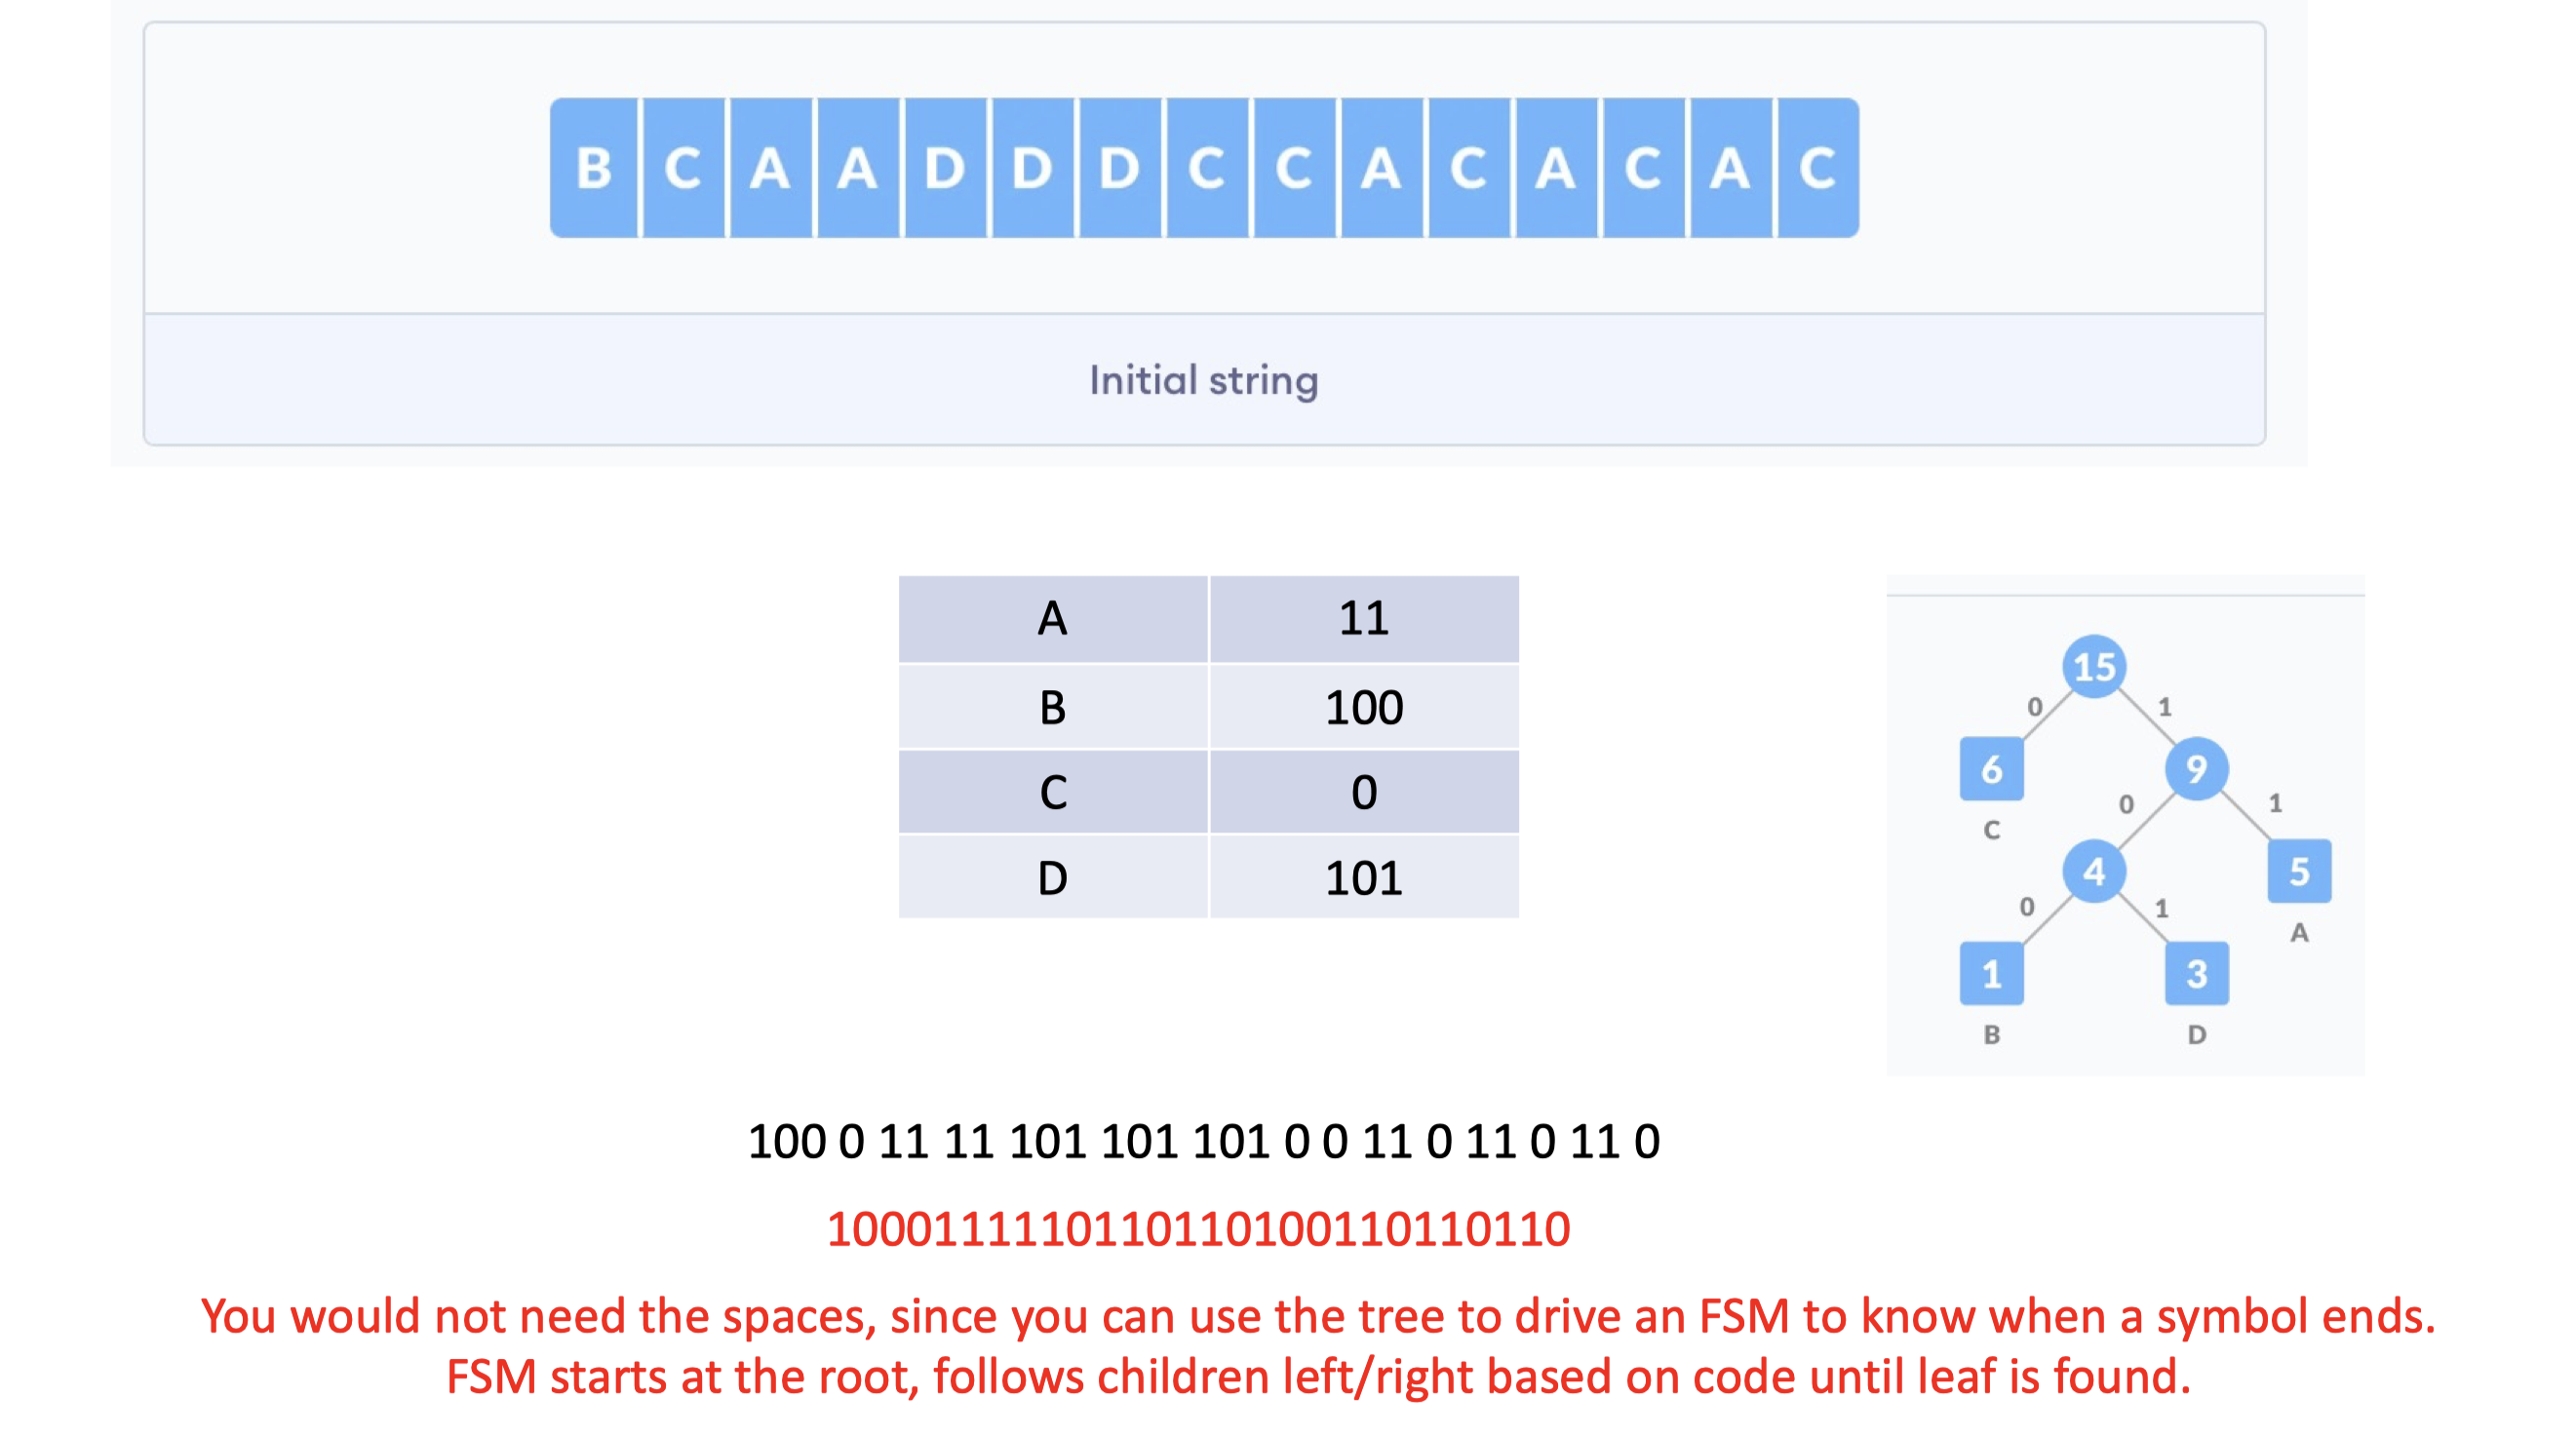 B C A A D D D C C A C A C A C
Initial string
A 11
B 100
C 0
D 101
15
0 1
6 9
C
0 1
4 5
A
0 1
1 3
B D
100 0 11 11 101 101 101 0 0 11 0 11 0 11 0
1000111110110110100110110110
You would not need the spaces, since you can use the tree to drive an FSM to know when a symbol ends.
FSM starts at the root, follows children left/right based on code until leaf is found.